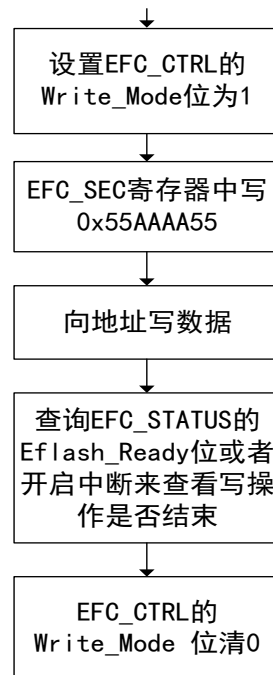 设置EFC_CTRL的
Write_Mode位为1
EFC_SEC寄存器中写
0x55AAAA55
向地址写数据
查询EFC_STATUS的
Eflash_Ready位或者
开启中断来查看写操
作是否结束
EFC_CTRL的
Write_Mode 位清0